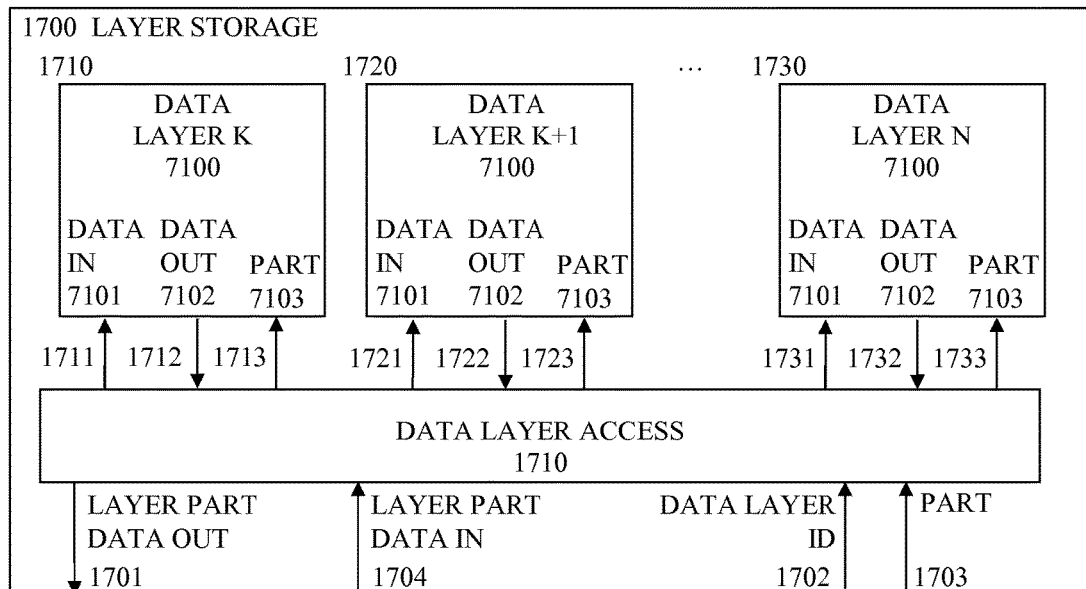 1700 LAYER STORAGE
1710 1720 ... 1730
DATA LAYER K 7100
DATA IN 7101
DATA OUT 7102
PART 7103
DATA LAYER K+1 7100
DATA IN 7101
DATA OUT 7102
PART 7103
DATA LAYER N 7100
DATA IN 7101
DATA OUT 7102
PART 7103
1711 1712 1713 1721 1722 1723 1731 1732 1733
DATA LAYER ACCESS
1710
LAYER PART DATA OUT 1701
LAYER PART DATA IN 1704
DATA LAYER ID 1702
PART 1703